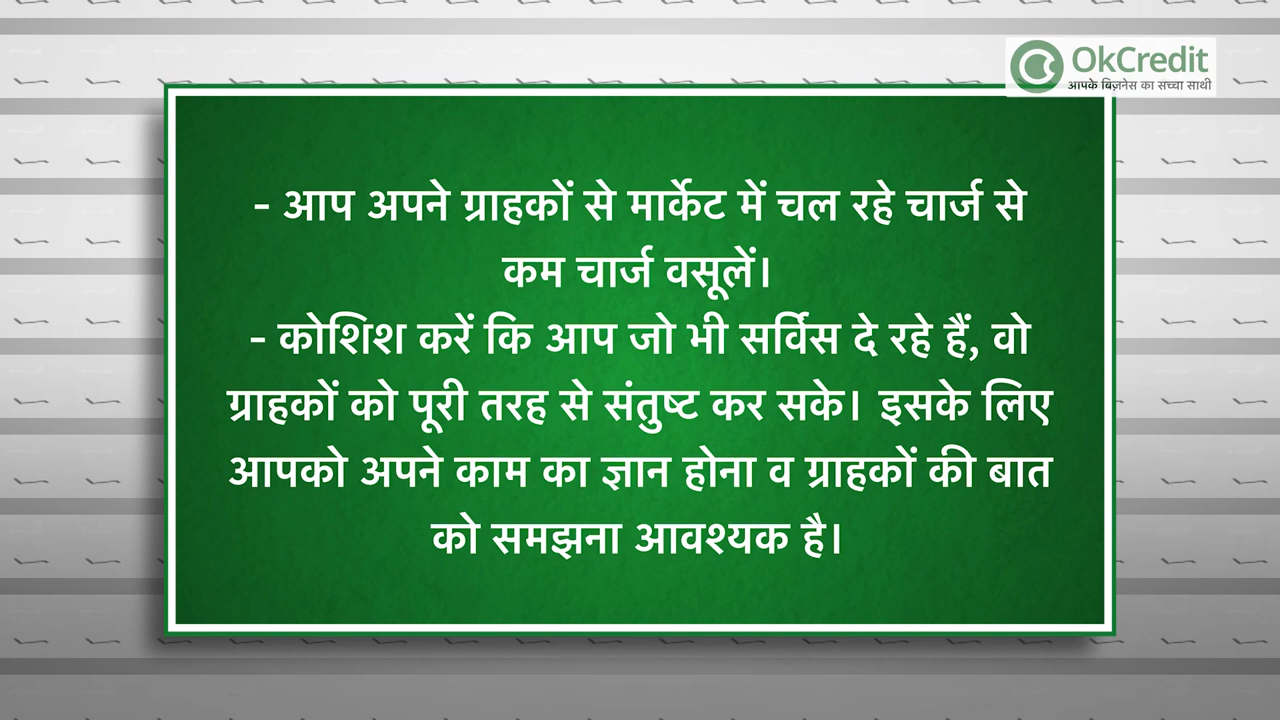 OkCredit
आपके बिज़नेस का सच्चा साथी
- आप अपने ग्राहकों से मार्केट में चल रहे चार्ज से
कम चार्ज वसूलें।
- कोशिश करें कि आप जो भी सर्विस दे रहे हैं, वो
ग्राहकों को पूरी तरह से संतुष्ट कर सके। इसके लिए
आपको अपने काम का ज्ञान होना व ग्राहकों की बात
को समझना आवश्यक है।